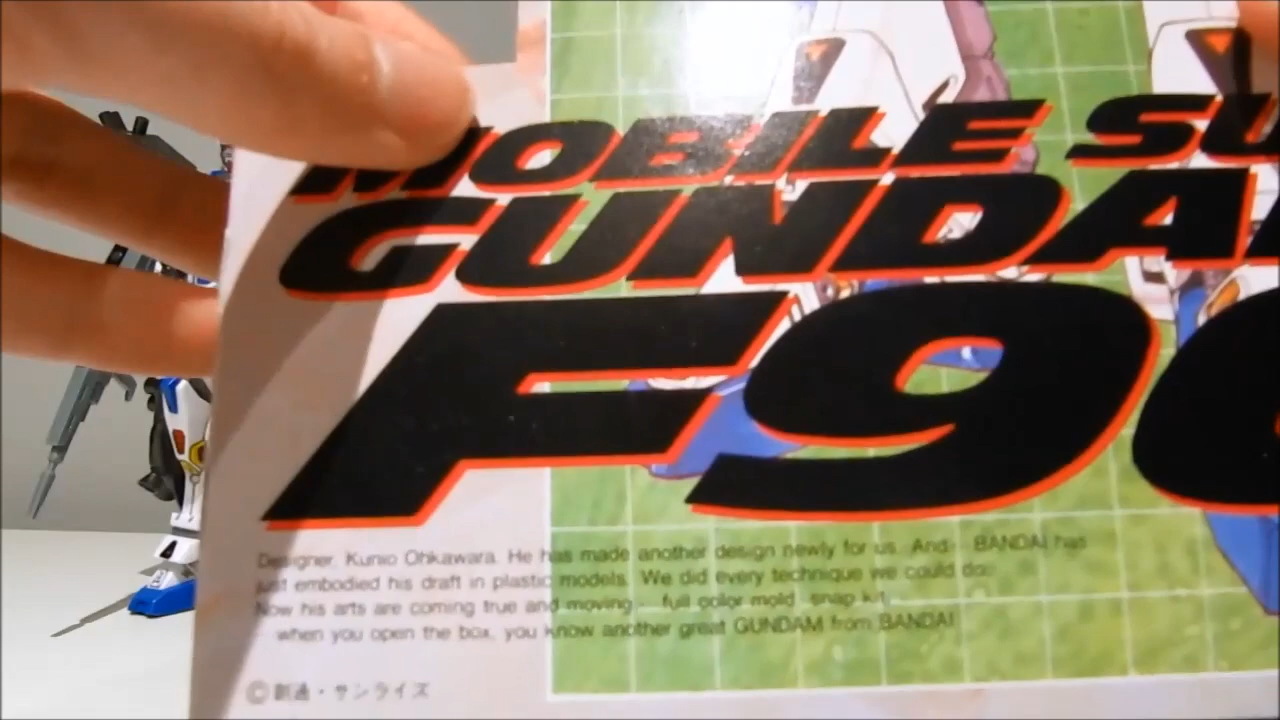 MOBILE SU
GUNDA
F90
Designer. Kunio Ohkawara. He has made another design newly for us. And BANDAI has
just embodied his draft in plastic models. We did every technique we could do.
Now his arts are coming true and moving full color mold. snap kit.
when you open the box, you know another great GUNDAM from BANDAI
© 創通・サンライズ